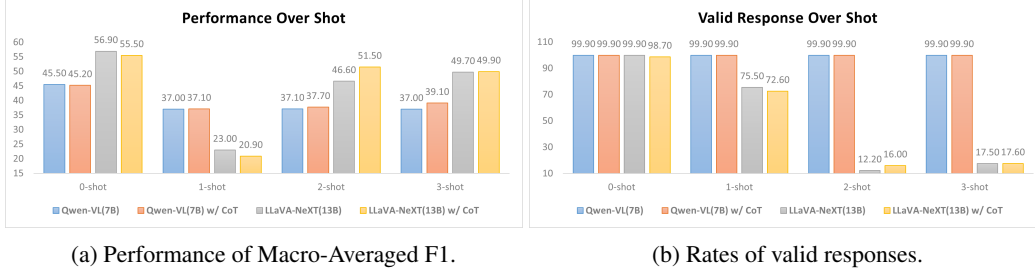 Performance Over Shot
60
55
50
45
40
35
30
25
20
15
45.50 45.20 56.90 55.50
37.00 37.10 23.00 20.90
37.10 37.70 46.60 51.50
37.00 39.10 49.70 49.90
0-shot 1-shot 2-shot 3-shot
Qwen-VL(7B) Qwen-VL(7B) w/ CoT LLaVA-NeXT(13B) LLaVA-NeXT(13B) w/ CoT
(a) Performance of Macro-Averaged F1.
Valid Response Over Shot
110
90
70
50
30
10
99.90 99.90 99.90 98.70
99.90 99.90 75.50 72.60
99.90 99.90 12.20 16.00
99.90 99.90 17.50 17.60
0-shot 1-shot 2-shot 3-shot
Qwen-VL(7B) Qwen-VL(7B) w/ CoT LLaVA-NeXT(13B) LLaVA-NeXT(13B) w/ CoT
(b) Rates of valid responses.